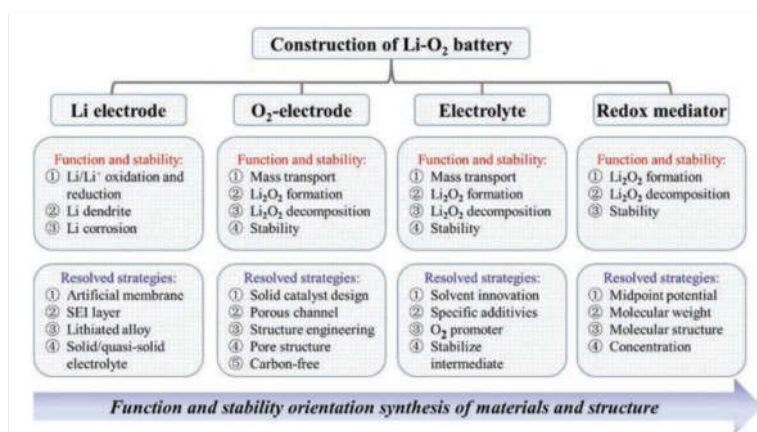 Construction of Li-O₂ battery
Li electrode
O₂-electrode
Electrolyte
Redox mediator
Function and stability:
① Li/Li⁺ oxidation and
reduction
② Li dendrite
③ Li corrosion
Function and stability:
① Mass transport
② Li₂O₂ formation
③ Li₂O₂ decomposition
④ Stability
Function and stability:
① Mass transport
② Li₂O₂ formation
③ Li₂O₂ decomposition
④ Stability
Function and stability:
① Li₂O₂ formation
② Li₂O₂ decomposition
③ Stability
Resolved strategies:
① Artificial membrane
② SEI layer
③ Lithiated alloy
④ Solid/quasi-solid
electrolyte
Resolved strategies:
① Solid catalyst design
② Porous channel
③ Structure engineering
④ Pore structure
⑤ Carbon-free
Resolved strategies:
① Solvent innovation
② Specific additivies
③ O₂ promoter
④ Stabilize
intermediate
Resolved strategies:
① Midpoint potential
② Molecular weight
③ Molecular structure
④ Concentration
Function and stability orientation synthesis of materials and structure